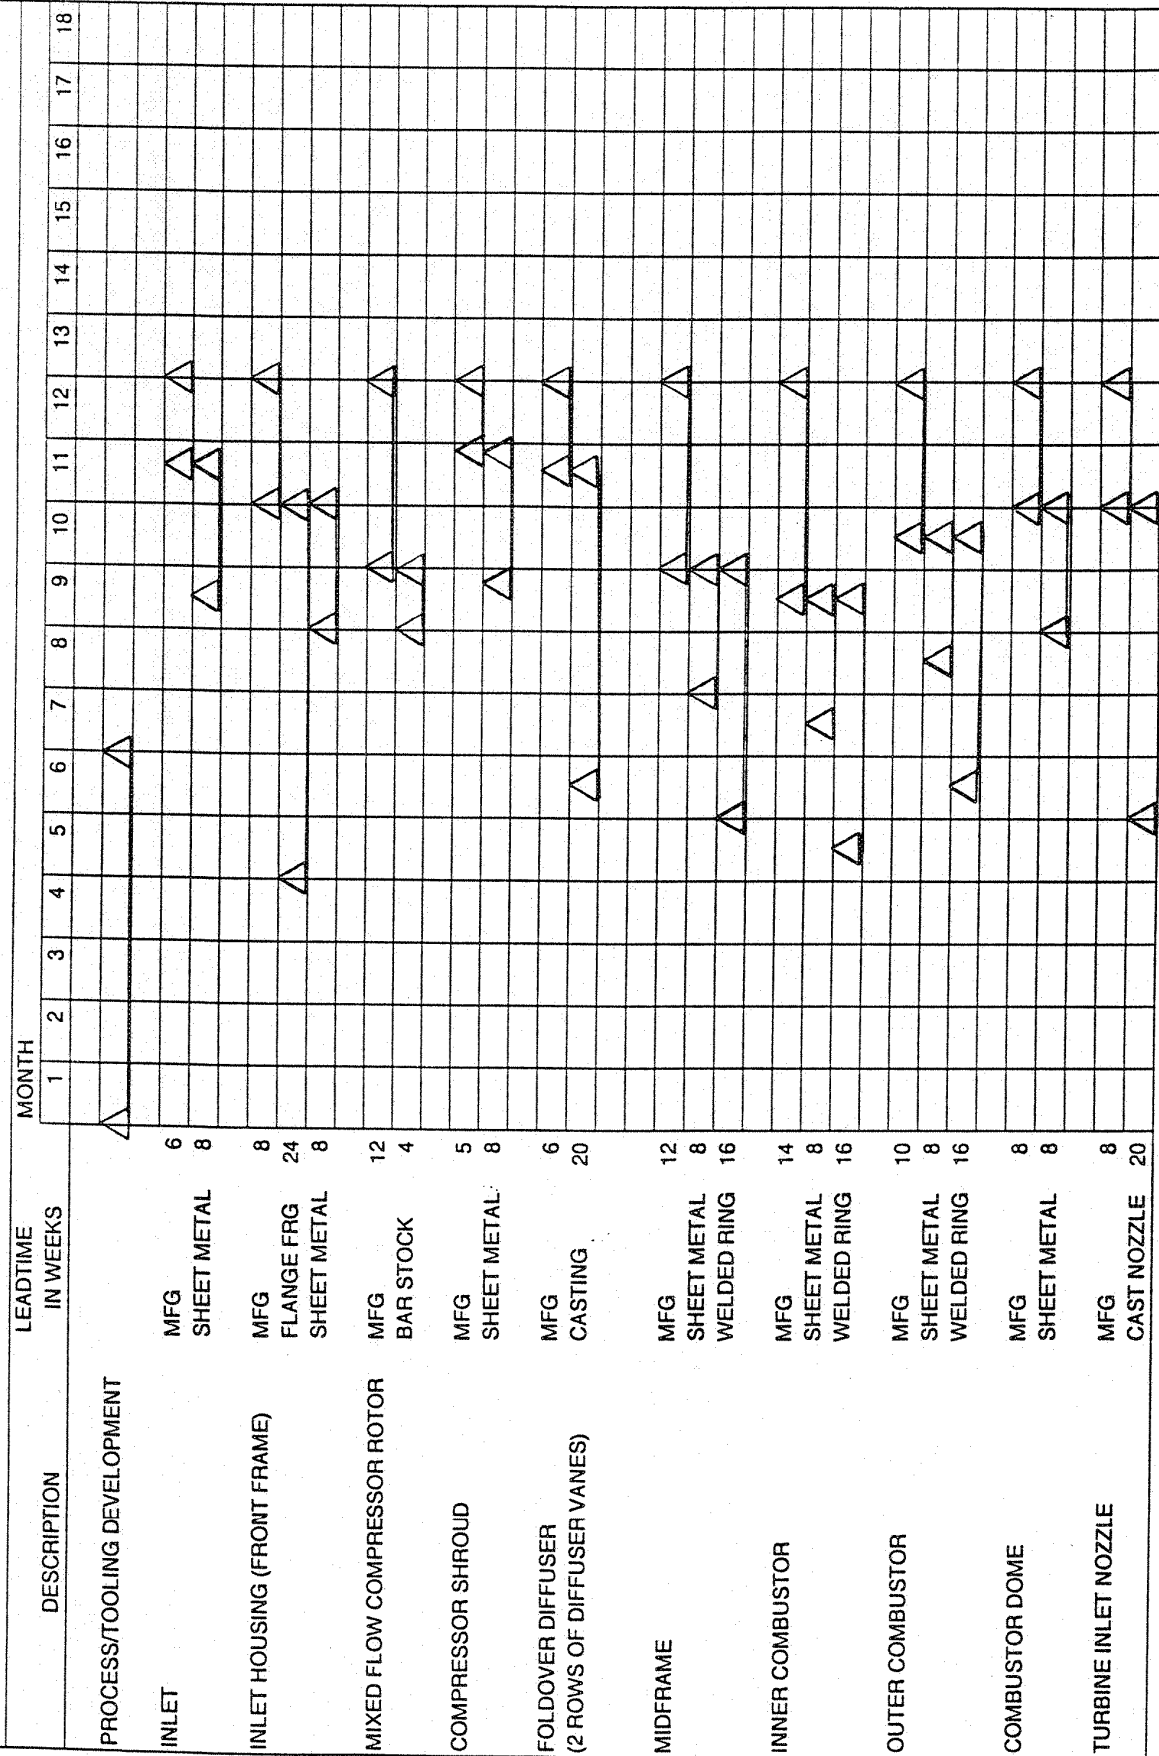 LEADTIME MONTH
DESCRIPTION IN WEEKS 1 2 3 4 5 6 7 8 9 10 11 12 13 14 15 16 17 18
PROCESS/TOOLING DEVELOPMENT
INLET MFG 6
SHEET METAL 8
INLET HOUSING (FRONT FRAME) MFG 8
FLANGE FRG 24
SHEET METAL 8
MIXED FLOW COMPRESSOR ROTOR MFG 12
BAR STOCK 4
COMPRESSOR SHROUD MFG 5
SHEET METAL 8
FOLDOVER DIFFUSER MFG 6
(2 ROWS OF DIFFUSER VANES) CASTING 20
MIDFRAME MFG 12
SHEET METAL 8
WELDED RING 16
INNER COMBUSTOR MFG 14
SHEET METAL 8
WELDED RING 16
OUTER COMBUSTOR MFG 10
SHEET METAL 8
WELDED RING 16
COMBUSTOR DOME MFG 8
SHEET METAL 8
TURBINE INLET NOZZLE MFG 8
CAST NOZZLE 20